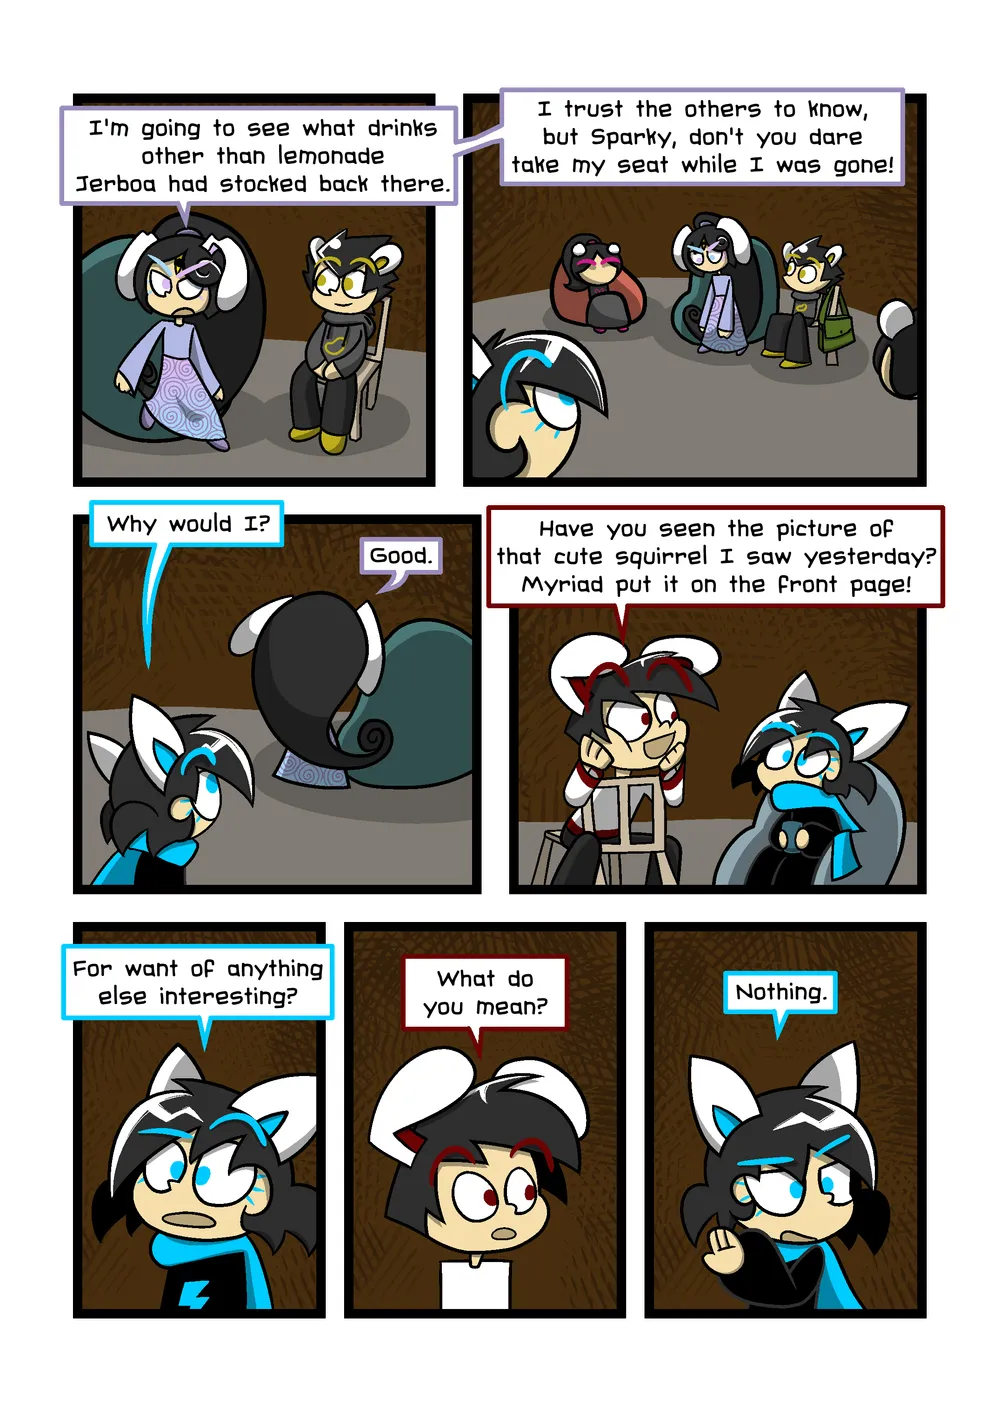 I'm going to see what drinks
other than lemonade
Jerboa had stocked back there.
I trust the others to know,
but Sparky, don't you dare
take my seat while I was gone!
Why would I?
Good.
Have you seen the picture of
that cute squirrel I saw yesterday?
Myriad put it on the front page!
For want of anything
else interesting?
What do
you mean?
Nothing.